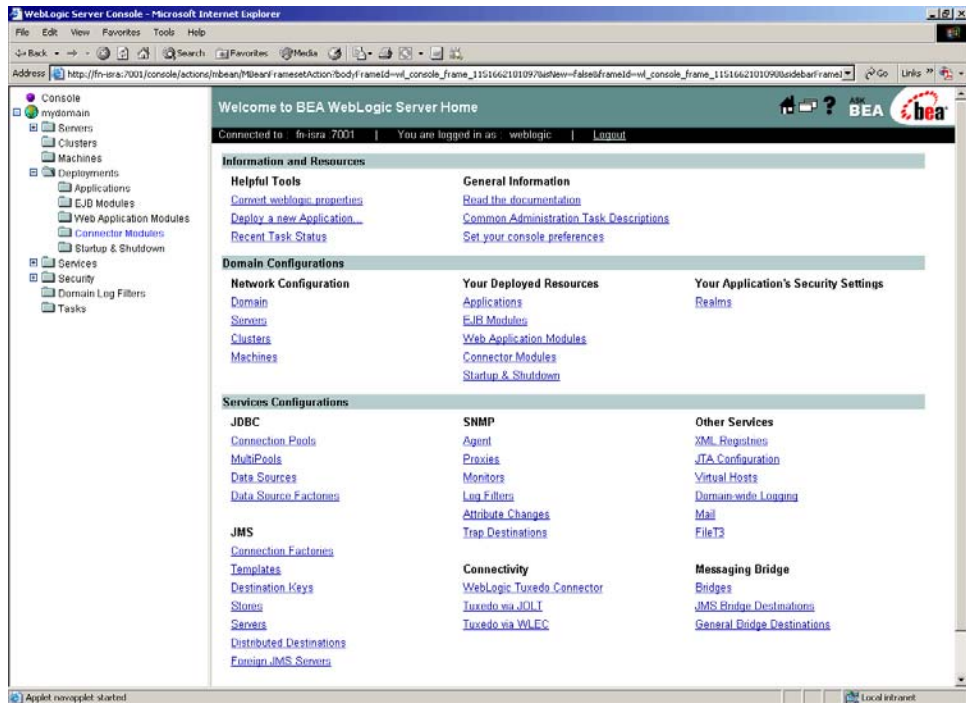 WebLogic Server Console - Microsoft Internet Explorer
File Edit View Favorites Tools Help
Back Search Favorites Media
Address http://fn-isra:7001/console/actions/mbean/MBeanFramesetAction?bodyFrameId=wl_console_frame_1151662101097&isNew=false&frameId=wl_console_frame_1151662101098&sidebarFrameI Go Links »
Console
mydomain
Servers
Clusters
Machines
Deployments
Applications
EJB Modules
Web Application Modules
Connector Modules
Startup & Shutdown
Services
Security
Domain Log Filters
Tasks
Welcome to BEA WebLogic Server Home
? ASK BEA bea
Connected to : fn-isra :7001 | You are logged in as : weblogic | Logout
Information and Resources
Helpful Tools General Information
Convert weblogic.properties Read the documentation
Deploy a new Application... Common Administration Task Descriptions
Recent Task Status Set your console preferences
Domain Configurations
Network Configuration Your Deployed Resources Your Application's Security Settings
Domain Applications Realms
Servers EJB Modules
Clusters Web Application Modules
Machines Connector Modules
Startup & Shutdown
Services Configurations
JDBC SNMP Other Services
Connection Pools Agent XML Registries
MultiPools Proxies JTA Configuration
Data Sources Monitors Virtual Hosts
Data Source Factories Log Filters Domain-wide Logging
Attribute Changes Mail
JMS Trap Destinations FileT3
Connection Factories
Templates Connectivity Messaging Bridge
Destination Keys WebLogic Tuxedo Connector Bridges
Stores Tuxedo via JOLT JMS Bridge Destinations
Servers Tuxedo via WLEC General Bridge Destinations
Distributed Destinations
Foreign JMS Servers
Applet navapplet started Local intranet